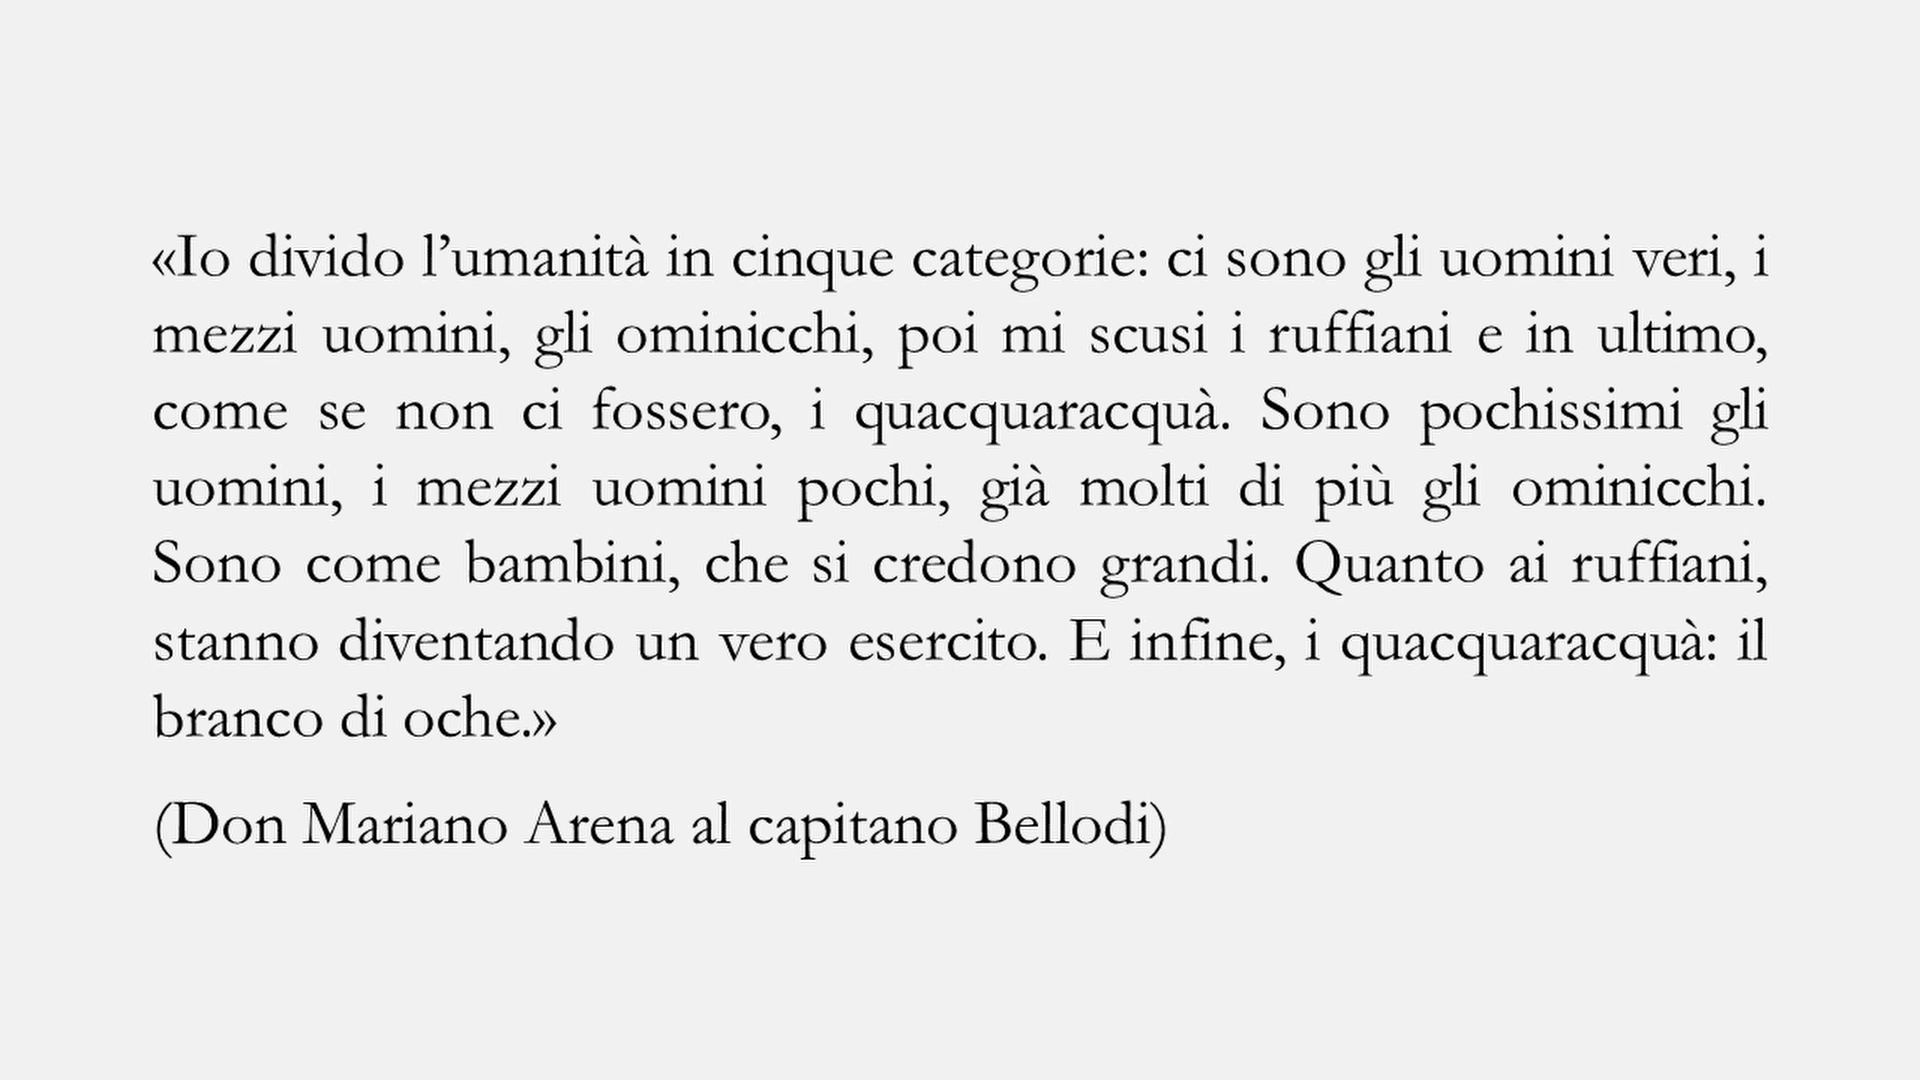 «Io divido l’umanità in cinque categorie: ci sono gli uomini veri, i
mezzi uomini, gli ominicchi, poi mi scusi i ruffiani e in ultimo,
come se non ci fossero, i quacquaracquà. Sono pochissimi gli
uomini, i mezzi uomini pochi, già molti di più gli ominicchi.
Sono come bambini, che si credono grandi. Quanto ai ruffiani,
stanno diventando un vero esercito. E infine, i quacquaracquà: il
branco di oche.»
(Don Mariano Arena al capitano Bellodi)